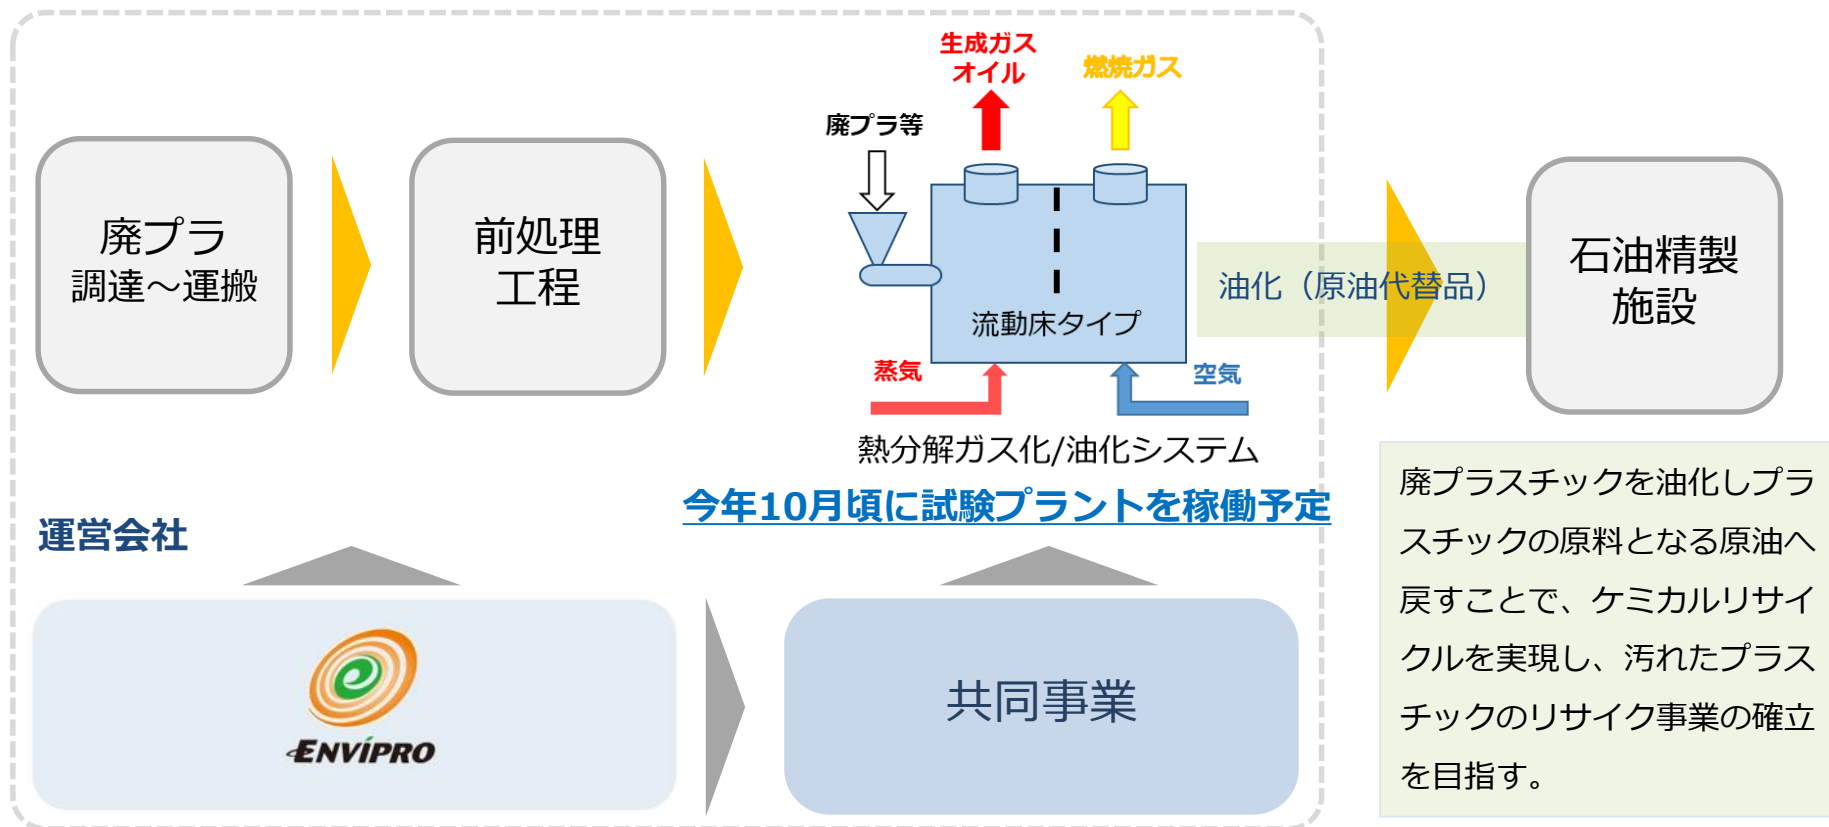 生成ガス
オイル
燃焼ガス
廃プラ等
廃プラ
調達～運搬
前処理
工程
流動床タイプ
蒸気
空気
熱分解ガス化/油化システム
今年10月頃に試験プラントを稼働予定
油化（原油代替品）
石油精製
施設
運営会社
ENVIPRO
共同事業
廃プラスチックを油化しプラ
スチックの原料となる原油へ
戻すことで、ケミカルリサイ
クルを実現し、汚れたプラス
チックのリサイク事業の確立
を目指す。